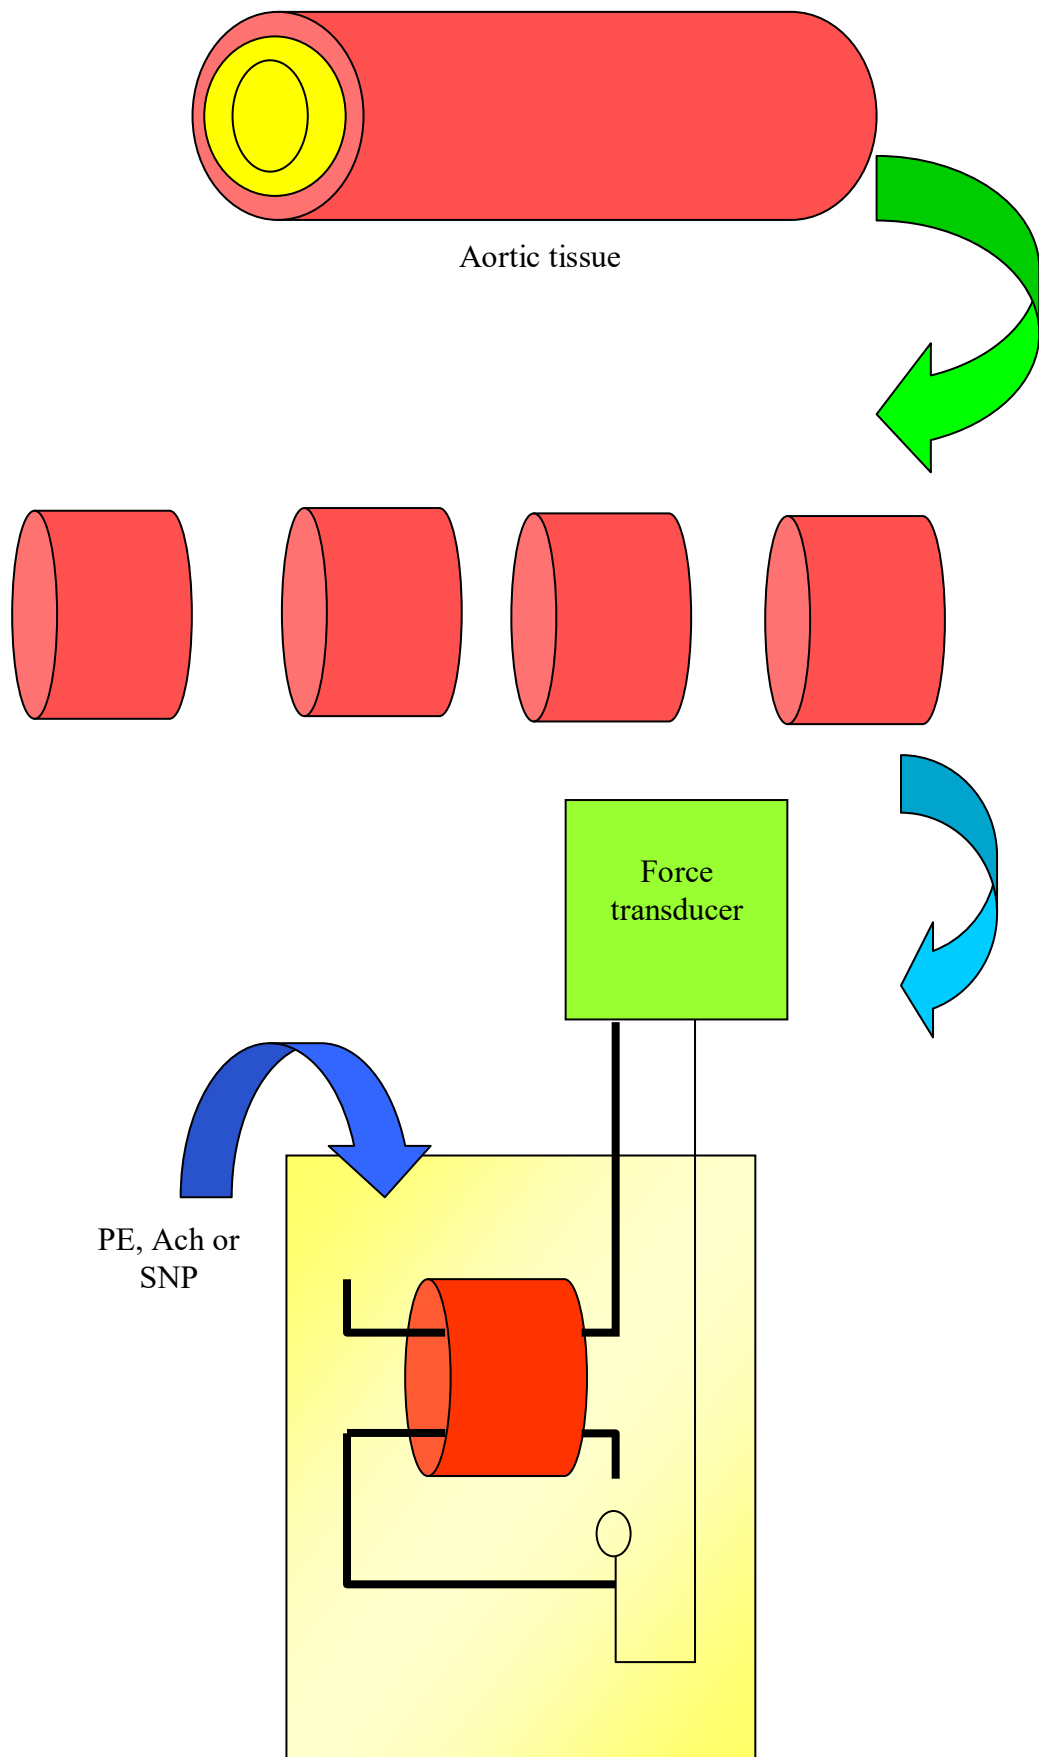 Aortic tissue
Force
transducer
PE, Ach or
SNP